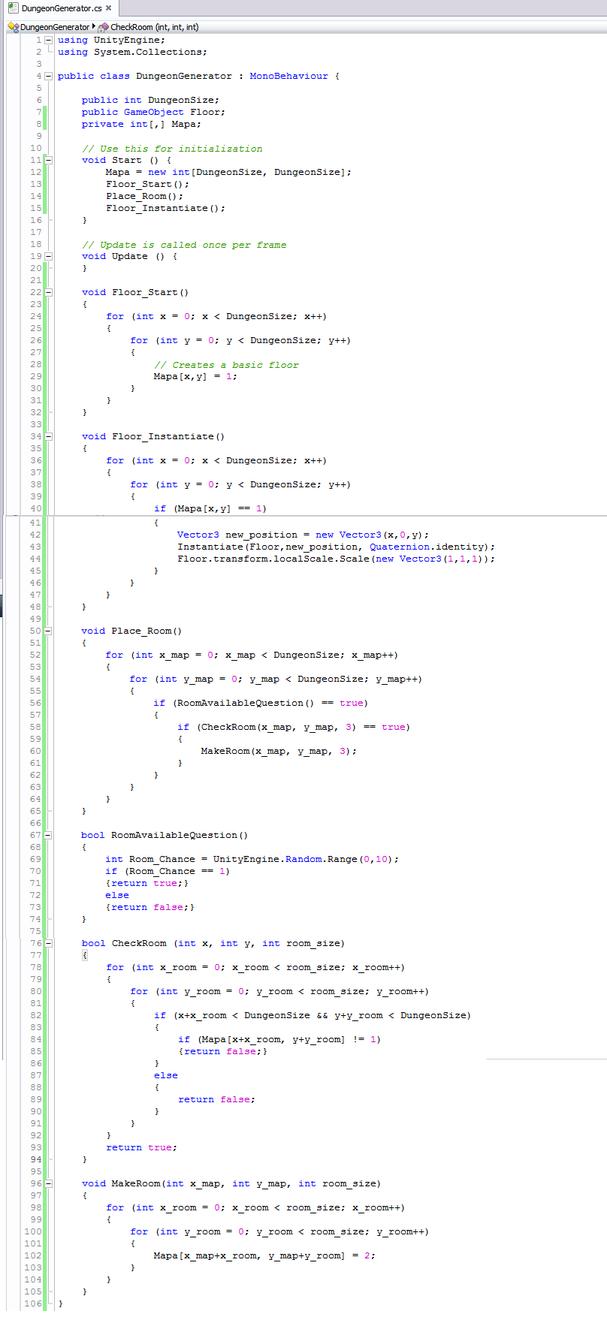 DungeonGenerator.cs
DungeonGenerator CheckRoom (int, int, int)
1 using UnityEngine;
2 using System.Collections;
3
4 public class DungeonGenerator : MonoBehaviour {
5
6     public int DungeonSize;
7     public GameObject Floor;
8     private int[,] Mapa;
9
10     // Use this for initialization
11     void Start () {
12         Mapa = new int[DungeonSize, DungeonSize];
13         Floor_Start();
14         Place_Room();
15         Floor_Instantiate();
16     }
17
18     // Update is called once per frame
19     void Update () {
20     }
21
22     void Floor_Start()
23     {
24         for (int x = 0; x < DungeonSize; x++)
25         {
26             for (int y = 0; y < DungeonSize; y++)
27             {
28                 // Creates a basic floor
29                 Mapa[x,y] = 1;
30             }
31         }
32     }
33
34     void Floor_Instantiate()
35     {
36         for (int x = 0; x < DungeonSize; x++)
37         {
38             for (int y = 0; y < DungeonSize; y++)
39             {
40                 if (Mapa[x,y] == 1)
41                 {
42                     Vector3 new_position = new Vector3(x,0,y);
43                     Instantiate(Floor,new_position, Quaternion.identity);
44                     Floor.transform.localScale.Scale(new Vector3(1,1,1));
45                 }
46             }
47         }
48     }
49
50     void Place_Room()
51     {
52         for (int x_map = 0; x_map < DungeonSize; x_map++)
53         {
54             for (int y_map = 0; y_map < DungeonSize; y_map++)
55             {
56                 if (RoomAvailableQuestion() == true)
57                 {
58                     if (CheckRoom(x_map, y_map, 3) == true)
59                     {
60                         MakeRoom(x_map, y_map, 3);
61                     }
62                 }
63             }
64         }
65     }
66
67     bool RoomAvailableQuestion()
68     {
69         int Room_Chance = UnityEngine.Random.Range(0,10);
70         if (Room_Chance == 1)
71         {return true;}
72         else
73         {return false;}
74     }
75
76     bool CheckRoom (int x, int y, int room_size)
77     {
78         for (int x_room = 0; x_room < room_size; x_room++)
79         {
80             for (int y_room = 0; y_room < room_size; y_room++)
81             {
82                 if (x+x_room < DungeonSize && y+y_room < DungeonSize)
83                 {
84                     if (Mapa[x+x_room, y+y_room] != 1)
85                     {return false;}
86                 }
87                 else
88                 {
89                     return false;
90                 }
91             }
92         }
93         return true;
94     }
95
96     void MakeRoom(int x_map, int y_map, int room_size)
97     {
98         for (int x_room = 0; x_room < room_size; x_room++)
99         {
100             for (int y_room = 0; y_room < room_size; y_room++)
101             {
102                 Mapa[x_map+x_room, y_map+y_room] = 2;
103             }
104         }
105     }
106 }